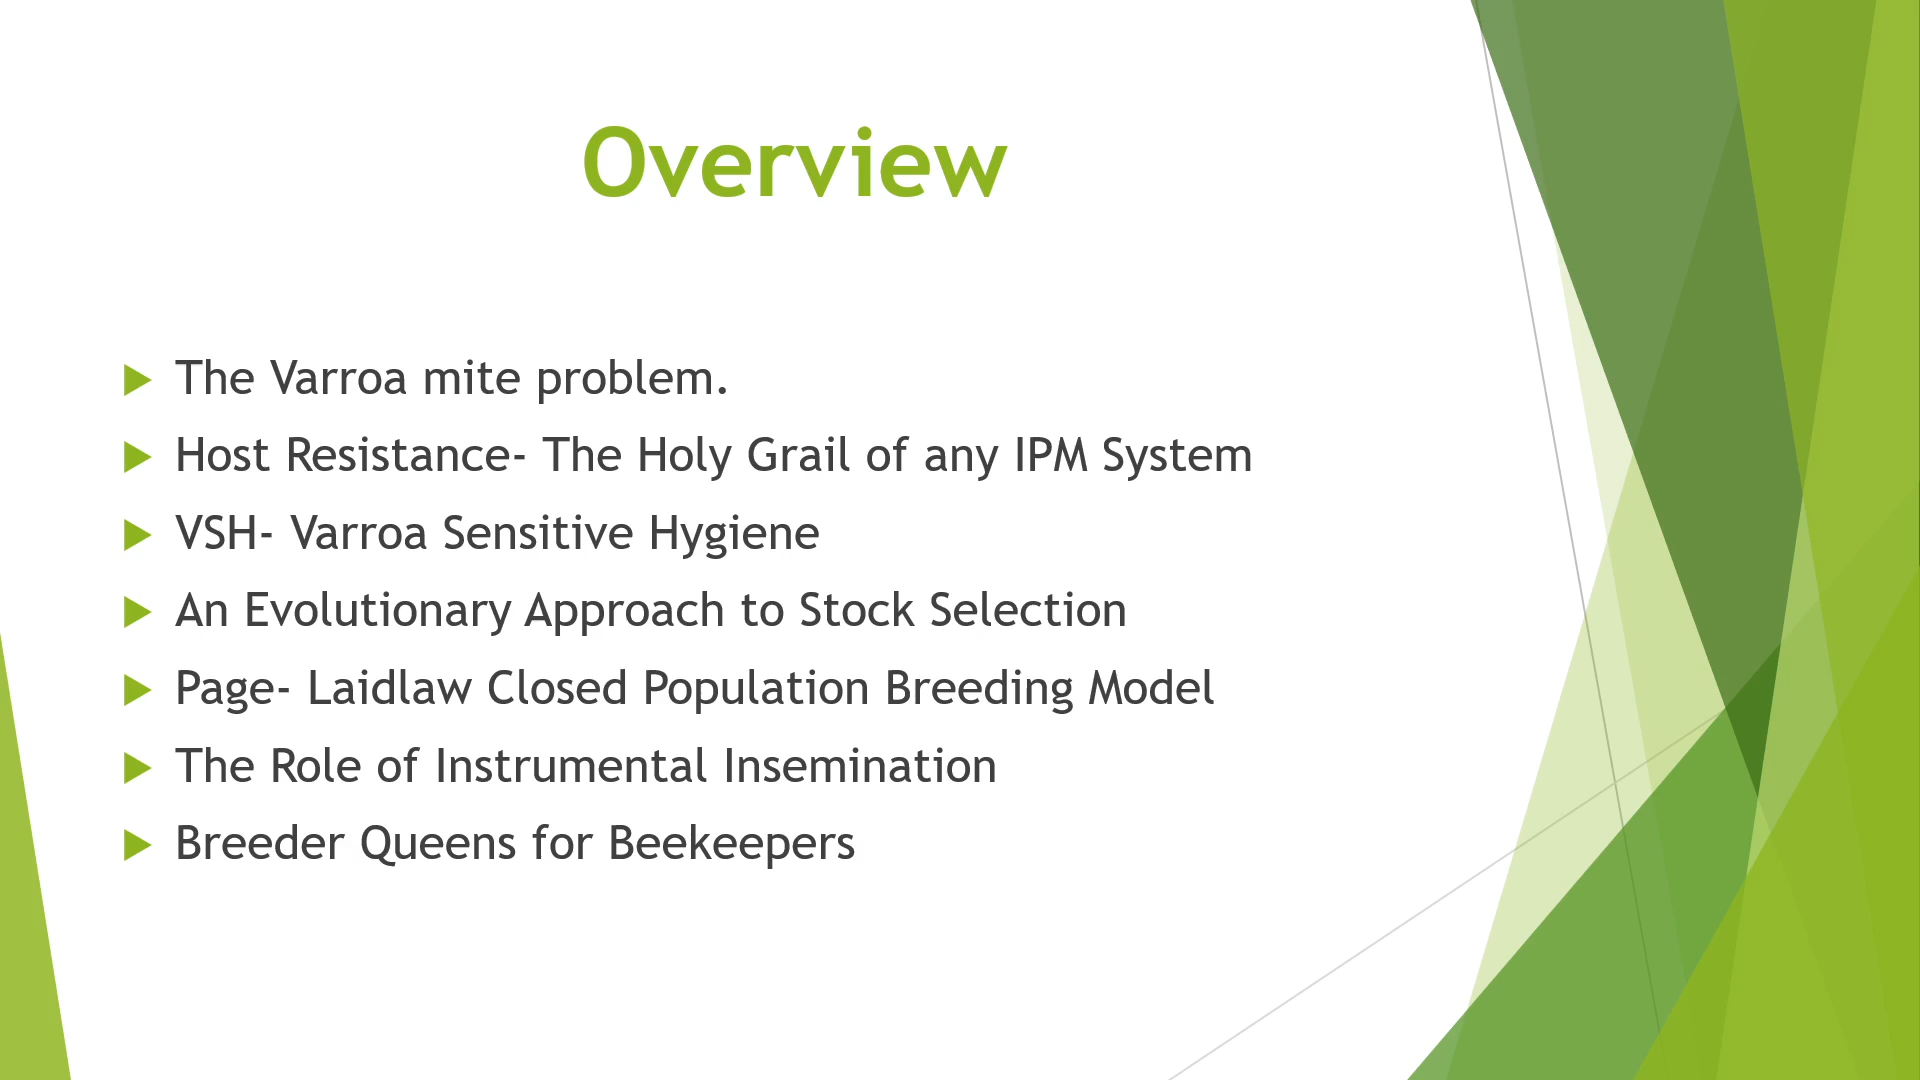 Overview
The Varroa mite problem.
Host Resistance- The Holy Grail of any IPM System
VSH- Varroa Sensitive Hygiene
An Evolutionary Approach to Stock Selection
Page- Laidlaw Closed Population Breeding Model
The Role of Instrumental Insemination
Breeder Queens for Beekeepers